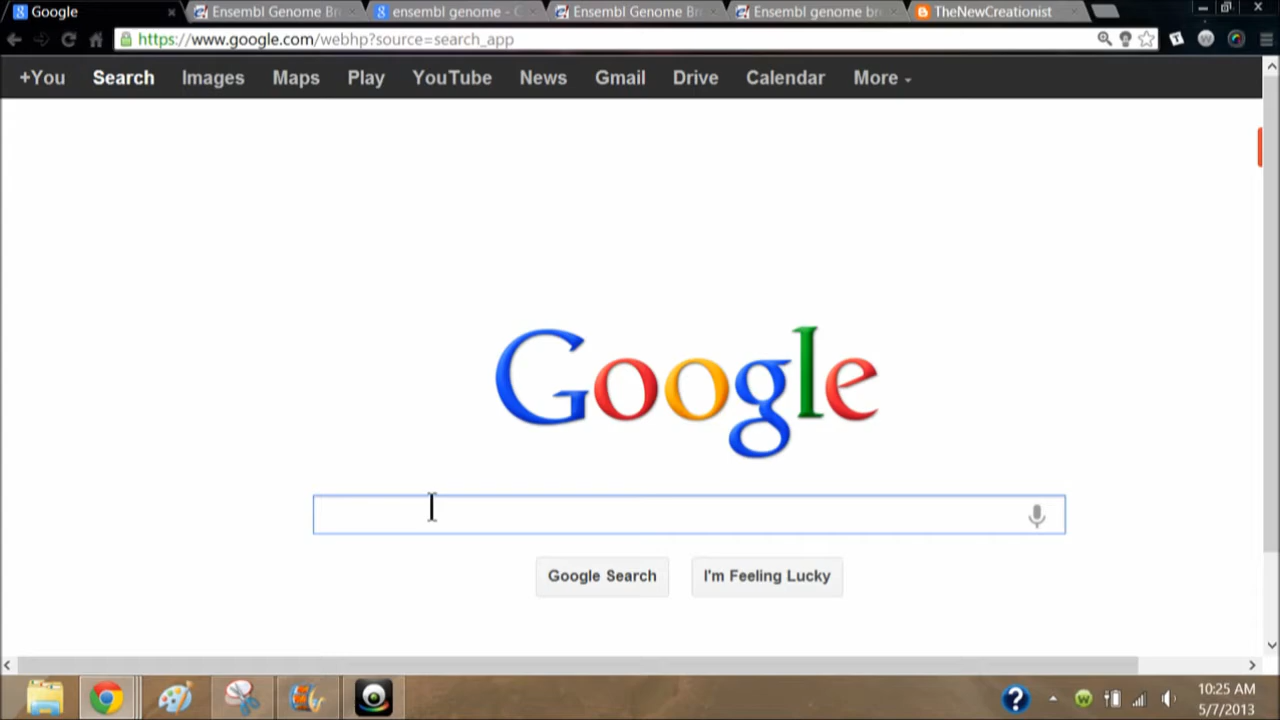 Google Ensembl Genome Br ensembl genome - G Ensembl Genome Br Ensembl genome br TheNewCreationist
https://www.google.com/webhp?source=search_app
+You Search Images Maps Play YouTube News Gmail Drive Calendar More
Google
Google Search I'm Feeling Lucky
10:25 AM
5/7/2013